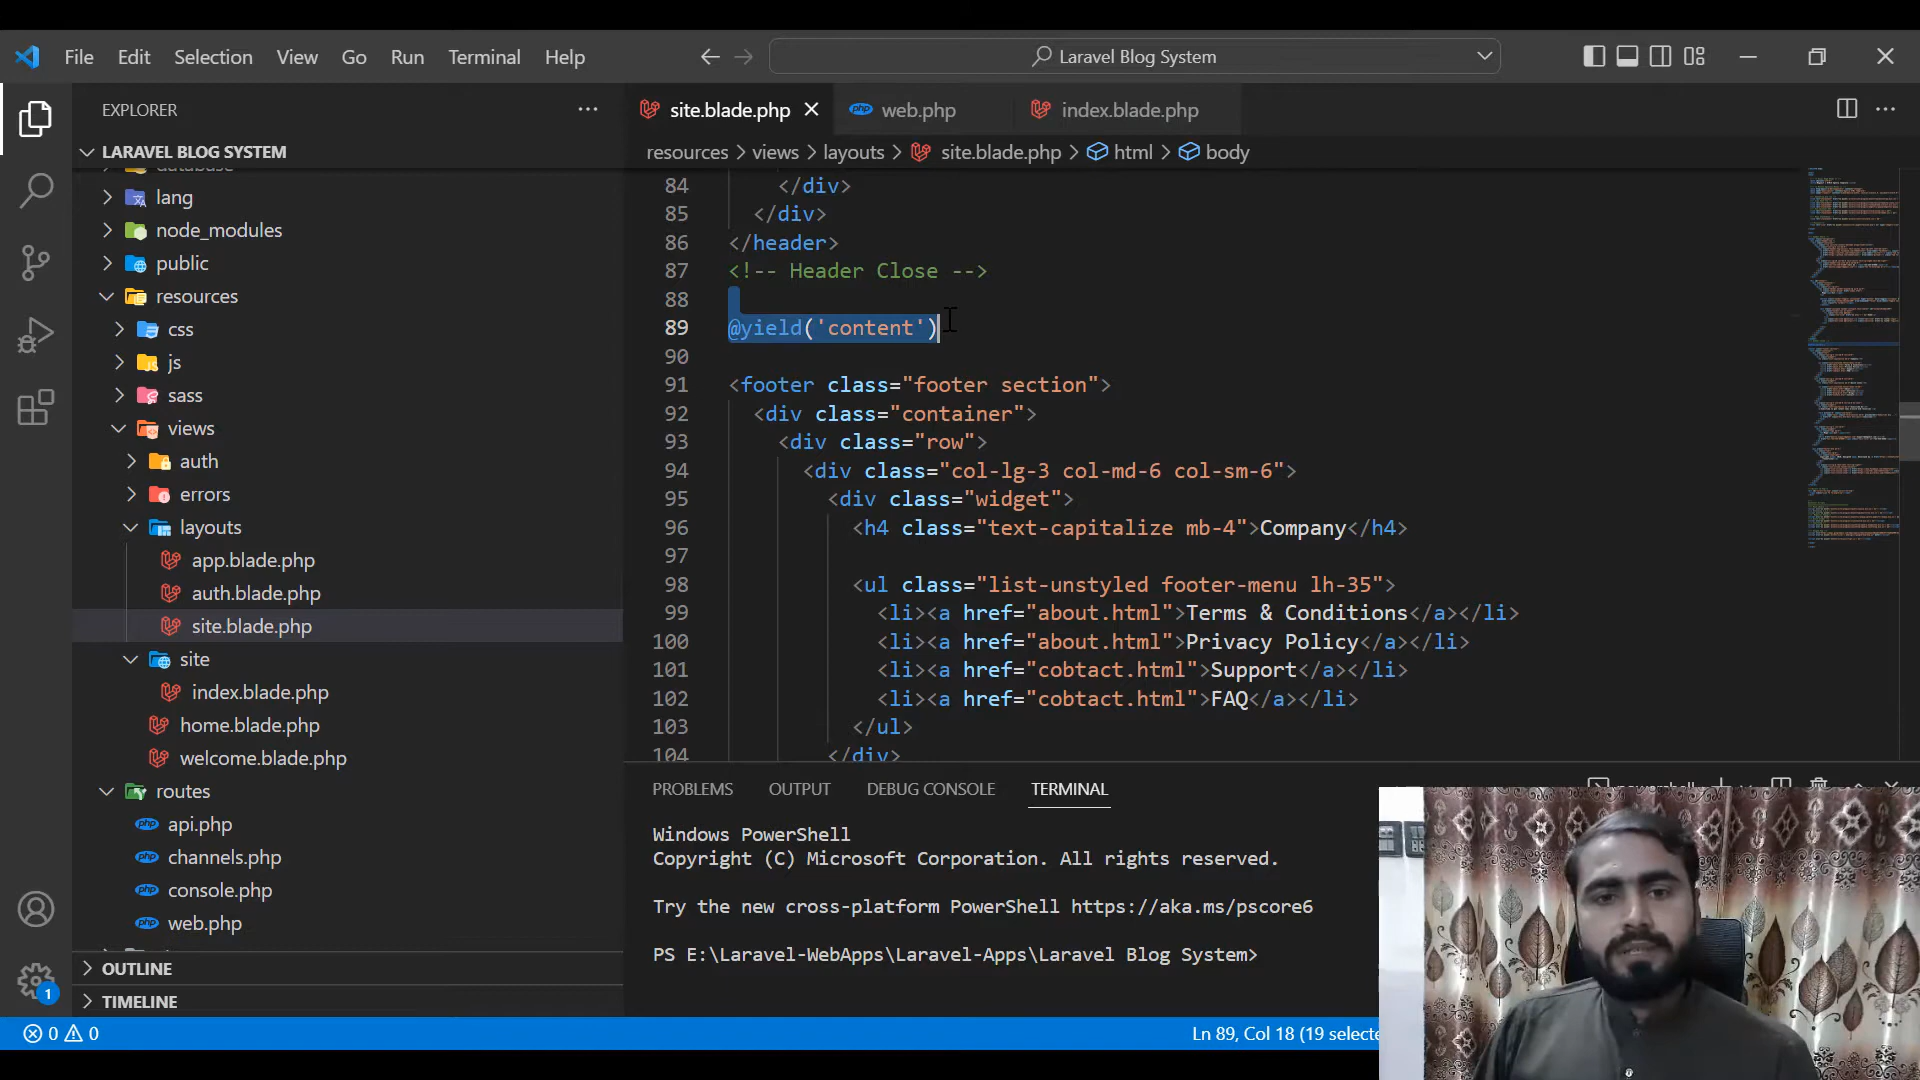 File Edit Selection View Go Run Terminal Help
Laravel Blog System
EXPLORER
site.blade.php
web.php
index.blade.php
LARAVEL BLOG SYSTEM
resources > views > layouts > site.blade.php > html > body
database
lang
node_modules
public
resources
css
js
sass
views
auth
errors
layouts
app.blade.php
auth.blade.php
site.blade.php
site
index.blade.php
home.blade.php
welcome.blade.php
routes
api.php
channels.php
console.php
web.php
OUTLINE
TIMELINE
84 </div>
85 </div>
86 </header>
87 <!-- Header Close -->
88
89 @yield('content')
90
91 <footer class="footer section">
92 <div class="container">
93 <div class="row">
94 <div class="col-lg-3 col-md-6 col-sm-6">
95 <div class="widget">
96 <h4 class="text-capitalize mb-4">Company</h4>
97
98 <ul class="list-unstyled footer-menu lh-35">
99 <li><a href="about.html">Terms & Conditions</a></li>
100 <li><a href="about.html">Privacy Policy</a></li>
101 <li><a href="cobtact.html">Support</a></li>
102 <li><a href="cobtact.html">FAQ</a></li>
103 </ul>
104 </div>
PROBLEMS OUTPUT DEBUG CONSOLE TERMINAL
powershell
Windows PowerShell
Copyright (C) Microsoft Corporation. All rights reserved.
Try the new cross-platform PowerShell https://aka.ms/pscore6
PS E:\Laravel-WebApps\Laravel-Apps\Laravel Blog System>
1
0 0
Ln 89, Col 18 (19 selecte